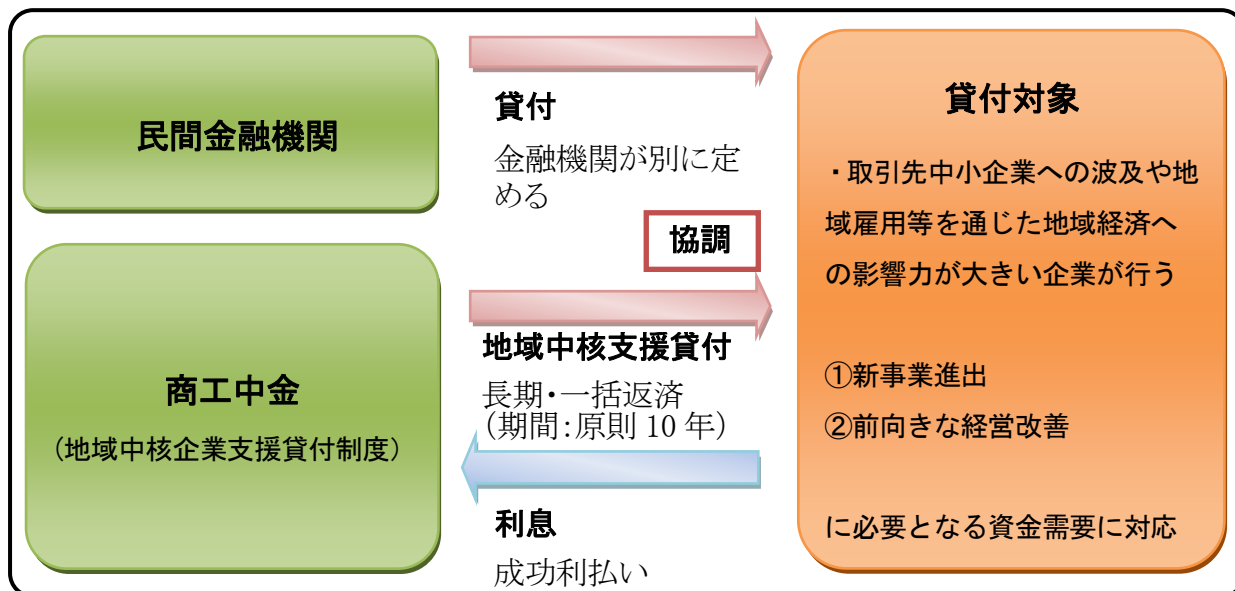 民間金融機関
貸付
金融機関が別に定
める
協調
商工中金
(地域中核企業支援貸付制度)
地域中核支援貸付
長期・一括返済
(期間:原則 10 年)
利息
成功利払い
貸付対象
・取引先中小企業への波及や地
域雇用等を通じた地域経済へ
の影響力が大きい企業が行う
①新事業進出
②前向きな経営改善
に必要となる資金需要に対応